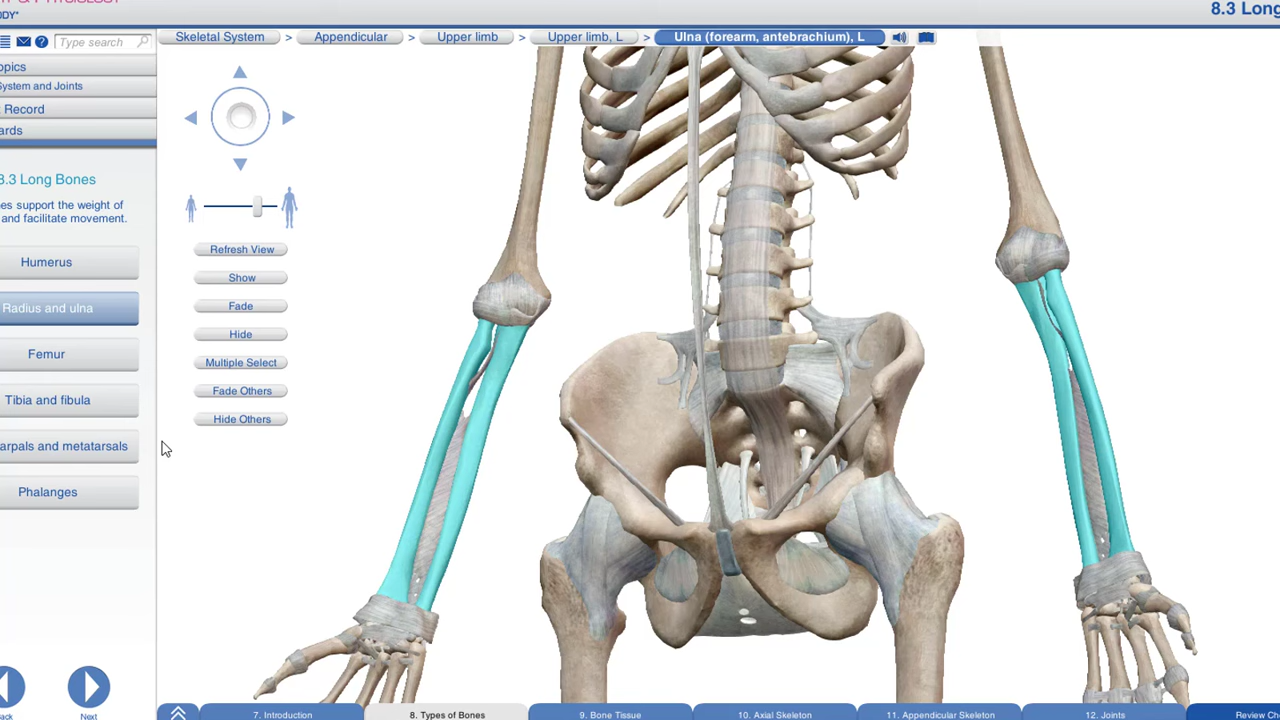 8.3 Long
Type search
Skeletal System > Appendicular > Upper limb > Upper limb, L > Ulna (forearm, antebrachium), L
opics
System and Joints
Record
ards
8.3 Long Bones
es support the weight of
and facilitate movement.
Humerus
Radius and ulna
Femur
Tibia and fibula
arpals and metatarsals
Phalanges
Refresh View
Show
Fade
Hide
Multiple Select
Fade Others
Hide Others
ack
Next
7. Introduction
8. Types of Bones
9. Bone Tissue
10. Axial Skeleton
11. Appendicular Skeleton
12. Joints
Review Ch